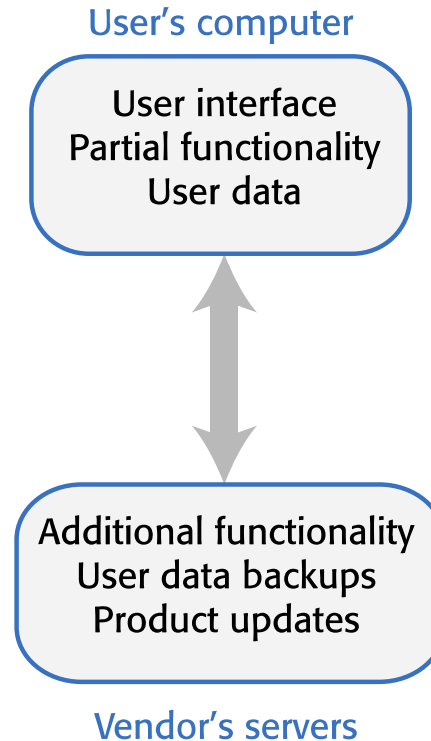 User’s computer
User interface
Partial functionality
User data
Additional functionality
User data backups
Product updates
Vendor’s servers